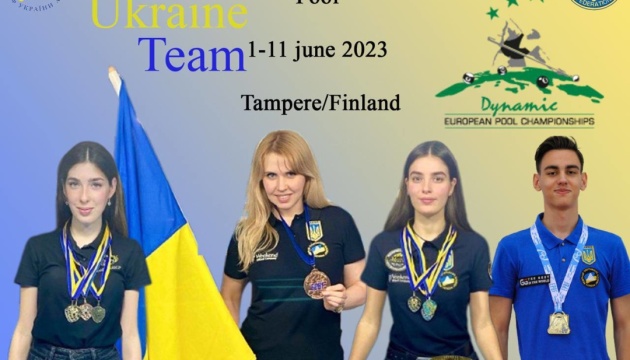 Pool
Ukraine
Team
1-11 june 2023
Tampere/Finland
Dynamic
EUROPEAN POOL CHAMPIONSHIPS